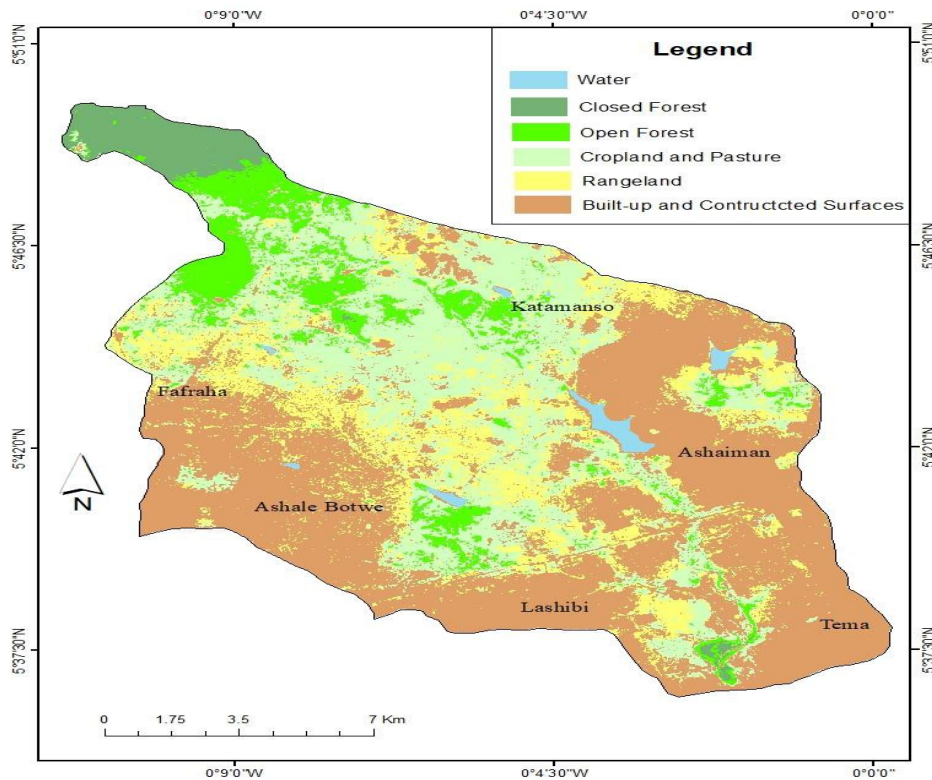 0°9'0"W 0°4'30"W 0°0'0"
5°51'0"N 5°51'0"N
Legend
Water
Closed Forest
Open Forest
Cropland and Pasture
Rangeland
Built-up and Contructcted Surfaces
5°46'30"N 5°46'30"N
Katamanso
Fafraha
5°42'0"N 5°42'0"N
Ashaiman
N
Ashale Botwe
Lashibi
Tema
5°37'30"N 5°37'30"N
0 1.75 3.5 7 Km
0°9'0"W 0°4'30"W 0°0'0"